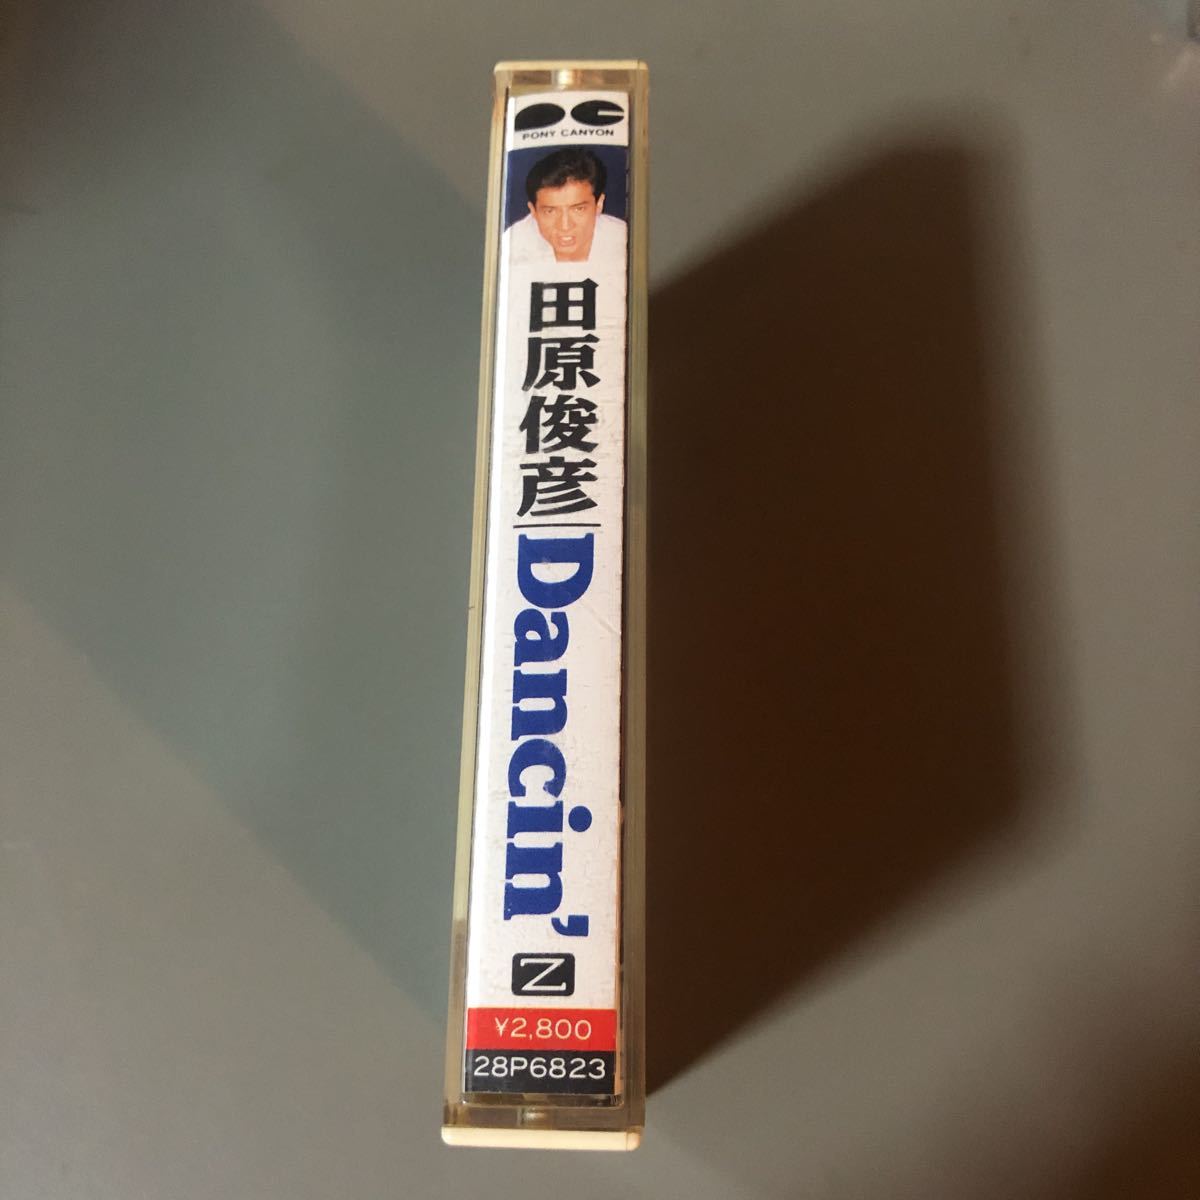 PONY CANYON
田原俊彦
Dancin'
Z
¥2,800
28P6823